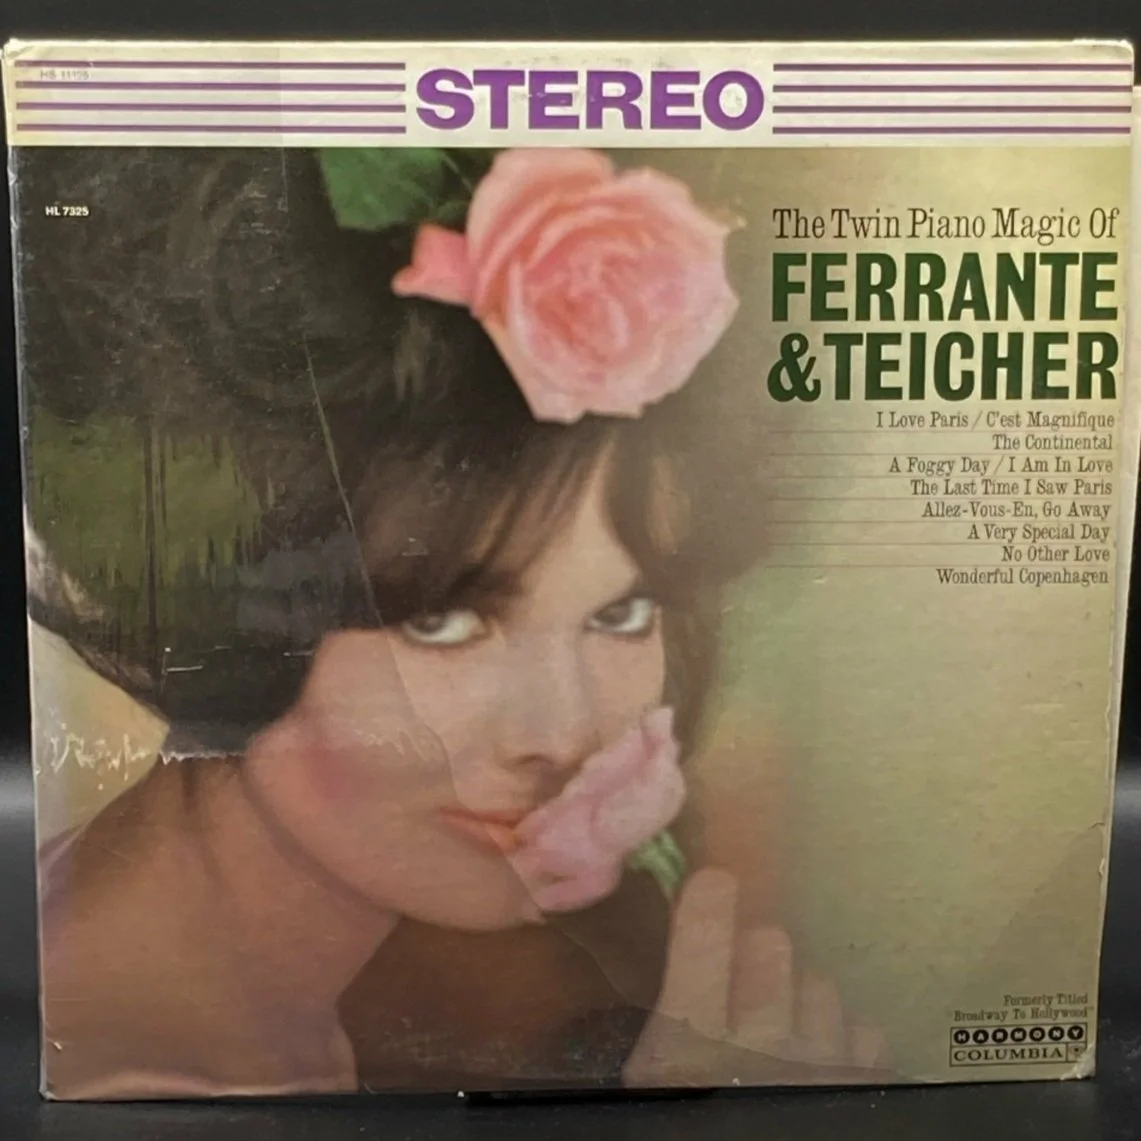 HS 11125
STEREO
HL 7325
The Twin Piano Magic Of
FERRANTE
&TEICHER
I Love Paris / C'est Magnifique
The Continental
A Foggy Day / I Am In Love
The Last Time I Saw Paris
Allez-Vous-En, Go Away
A Very Special Day
No Other Love
Wonderful Copenhagen
Formerly Titled
"Broadway To Hollywood"
HARMONY
COLUMBIA